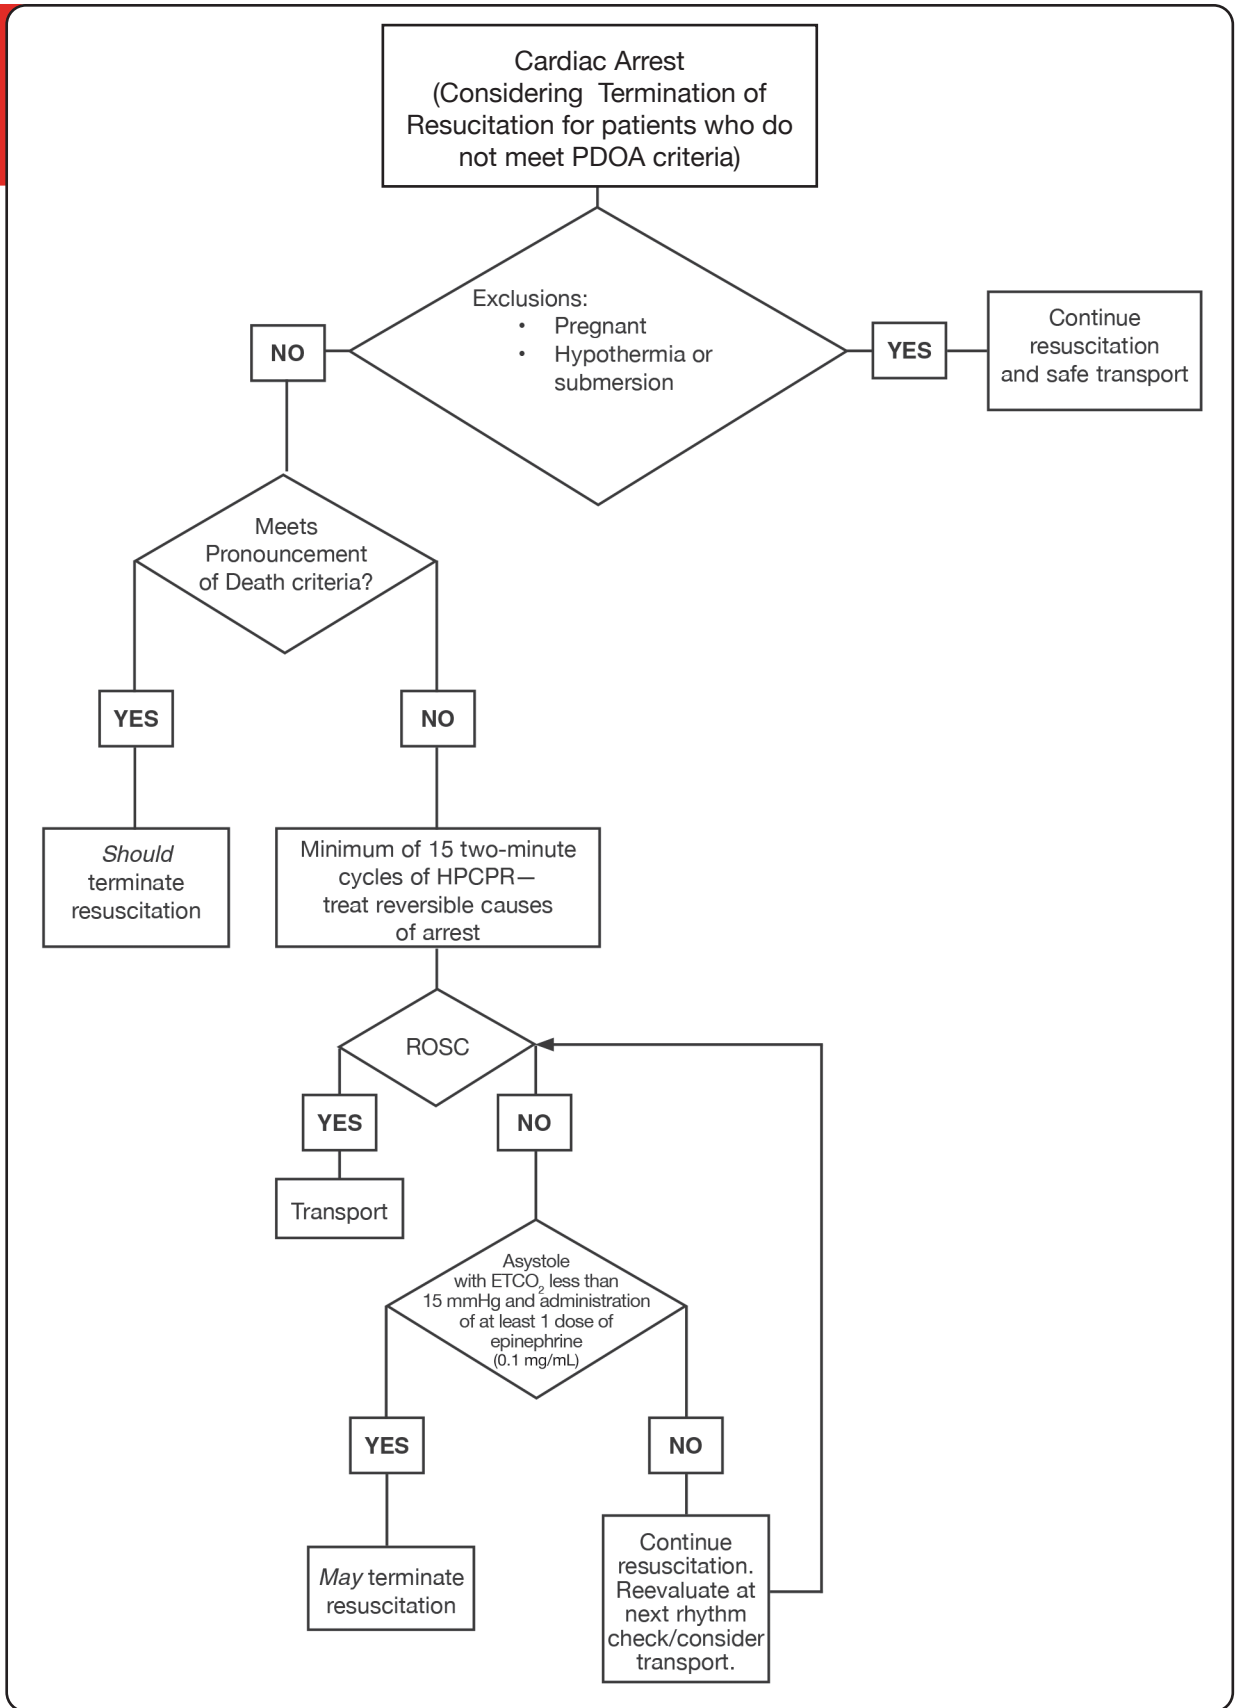 Cardiac Arrest
(Considering Termination of
Resucitation for patients who do
not meet PDOA criteria)
Exclusions:
• Pregnant
• Hypothermia or
submersion
NO
YES
Continue
resuscitation
and safe transport
Meets
Pronouncement
of Death criteria?
YES
NO
Should
terminate
resuscitation
Minimum of 15 two-minute
cycles of HPCPR—
treat reversible causes
of arrest
ROSC
YES
NO
Transport
Asystole
with ETCO₂ less than
15 mmHg and administration
of at least 1 dose of
epinephrine
(0.1 mg/mL)
YES
NO
May terminate
resuscitation
Continue
resuscitation.
Reevaluate at
next rhythm
check/consider
transport.